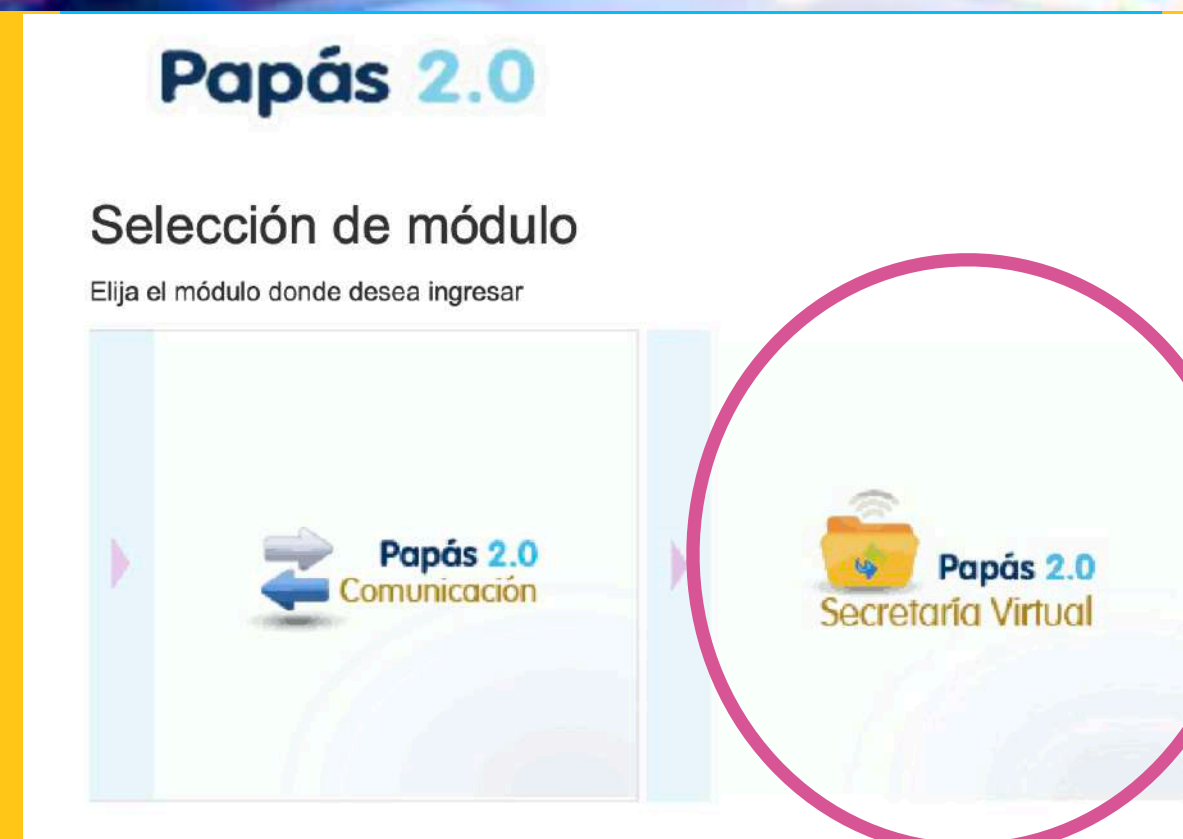 Papás 2.0
Selección de módulo
Elija el módulo donde desea ingresar
Papás 2.0
Comunicación
Papás 2.0
Secretaría Virtual